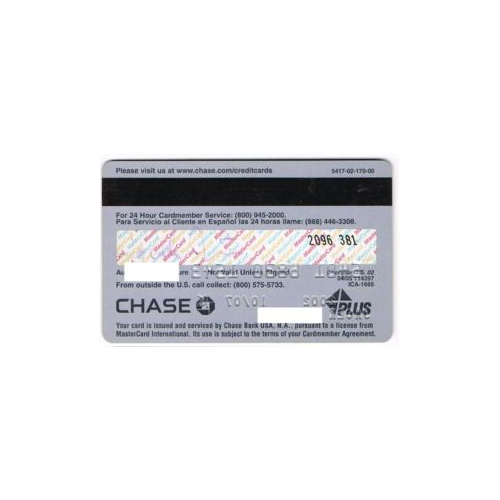 Please visit us at www.chase.com/creditcards 5417-02-170-00
For 24 Hour Cardmember Service: (800) 945-2000.
Para Servicio al Cliente en Español las 24 horas llame: (888) 446-3308.
2096 381
Not Valid Unless Signed
From outside the U.S. call collect: (800) 575-5733.
ICA-1665
CHASE PLUS
Your card is issued and serviced by Chase Bank USA, N.A., pursuant to a license from
MasterCard International. Its use is subject to the terms of your Cardmember Agreement.